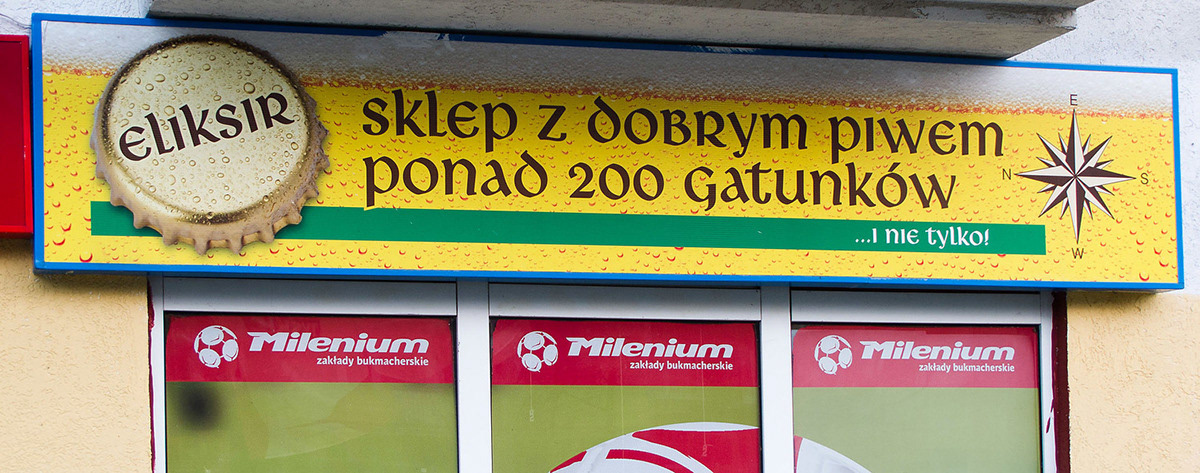 ELIKSIR
SKLEP Z DOBRYM PIWEM
PONAD 200 GATUNKÓW
...I NIE TYLKO!
E
N
S
W
Milenium
zakłady bukmacherskie
Milenium
zakłady bukmacherskie
Milenium
zakłady bukmacherskie